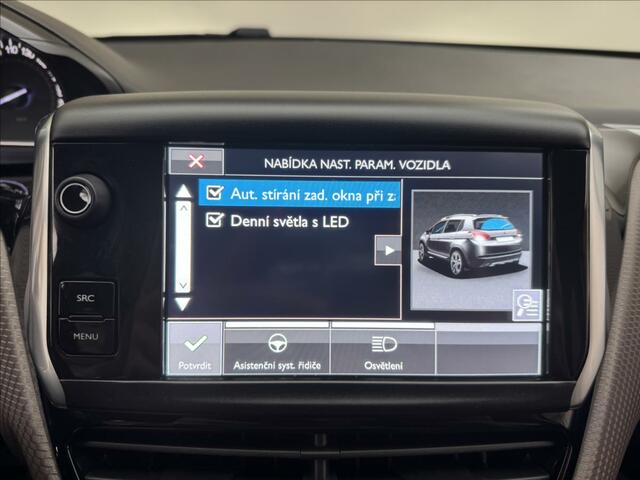 110
NABÍDKA NAST. PARAM. VOZIDLA
Aut. stírání zad. okna při z
Denní světla s LED
SRC
MENU
Potvrdit
Asistenční syst. řidiče
Osvětlení